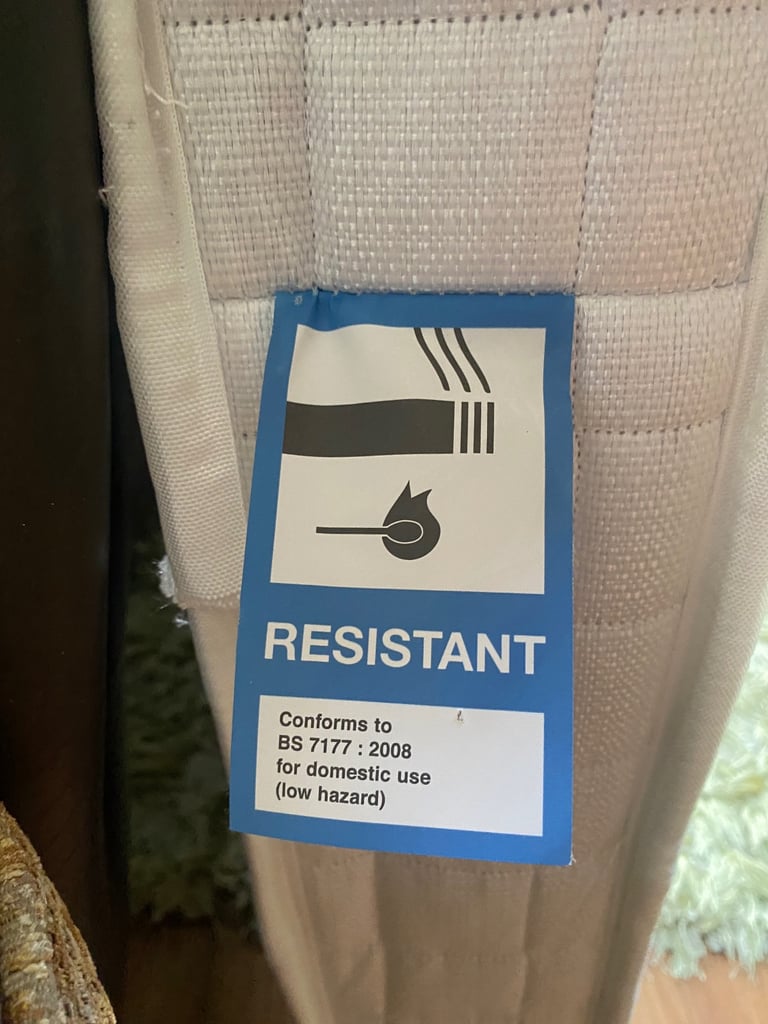 RESISTANT
Conforms to
BS 7177 : 2008
for domestic use
(low hazard)